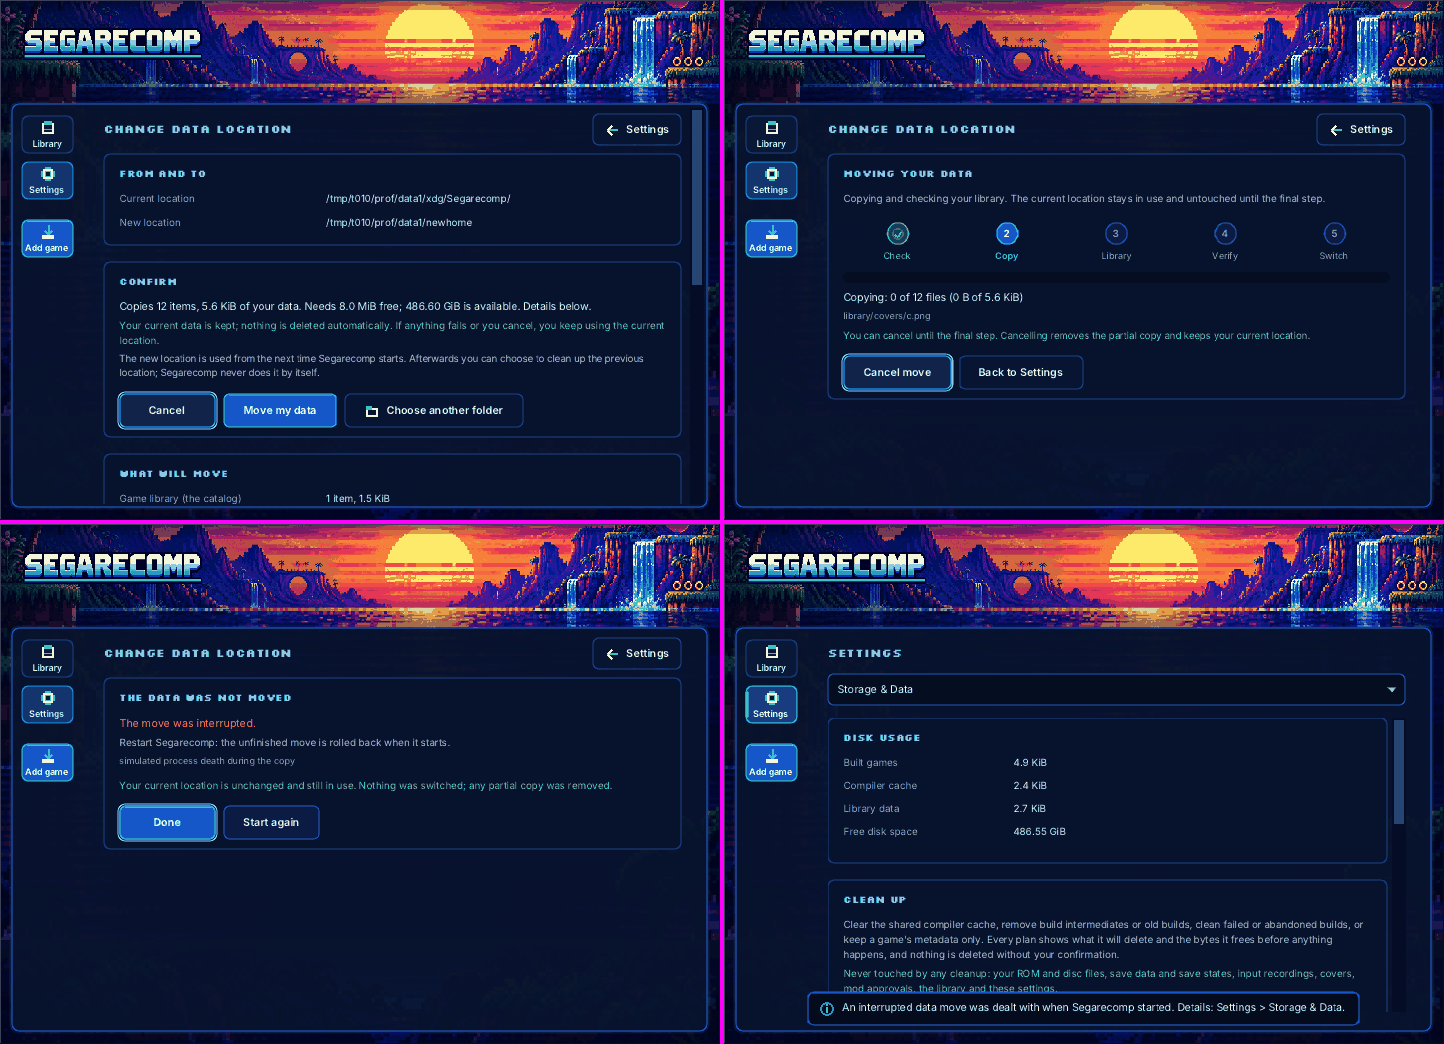 SEGARECOMP
Library
Settings
Add game
CHANGE DATA LOCATION
Settings
FROM AND TO
Current location /tmp/t010/prof/data1/xdg/Segarecomp/
New location /tmp/t010/prof/data1/newhome
CONFIRM
Copies 12 items, 5.6 KiB of your data. Needs 8.0 MiB free; 486.60 GiB is available. Details below.
Your current data is kept; nothing is deleted automatically. If anything fails or you cancel, you keep using the current
location.
The new location is used from the next time Segarecomp starts. Afterwards you can choose to clean up the previous
location; Segarecomp never does it by itself.
Cancel Move my data Choose another folder
WHAT WILL MOVE
Game library (the catalog) 1 item, 1.5 KiB
SEGARECOMP
Library
Settings
Add game
CHANGE DATA LOCATION
Settings
MOVING YOUR DATA
Copying and checking your library. The current location stays in use and untouched until the final step.
2 3 4 5
Check Copy Library Verify Switch
Copying: 0 of 12 files (0 B of 5.6 KiB)
library/covers/c.png
You can cancel until the final step. Cancelling removes the partial copy and keeps your current location.
Cancel move Back to Settings
SEGARECOMP
Library
Settings
Add game
CHANGE DATA LOCATION
Settings
THE DATA WAS NOT MOVED
The move was interrupted.
Restart Segarecomp: the unfinished move is rolled back when it starts.
simulated process death during the copy
Your current location is unchanged and still in use. Nothing was switched; any partial copy was removed.
Done Start again
SEGARECOMP
Library
Settings
Add game
SETTINGS
Storage & Data
DISK USAGE
Built games 4.9 KiB
Compiler cache 2.4 KiB
Library data 2.7 KiB
Free disk space 486.55 GiB
CLEAN UP
Clear the shared compiler cache, remove build intermediates or old builds, clean failed or abandoned builds, or
keep a game's metadata only. Every plan shows what it will delete and the bytes it frees before anything
happens, and nothing is deleted without your confirmation.
Never touched by any cleanup: your ROM and disc files, save data and save states, input recordings, covers,
mod approvals, the library and these settings.
An interrupted data move was dealt with when Segarecomp started. Details: Settings > Storage & Data.